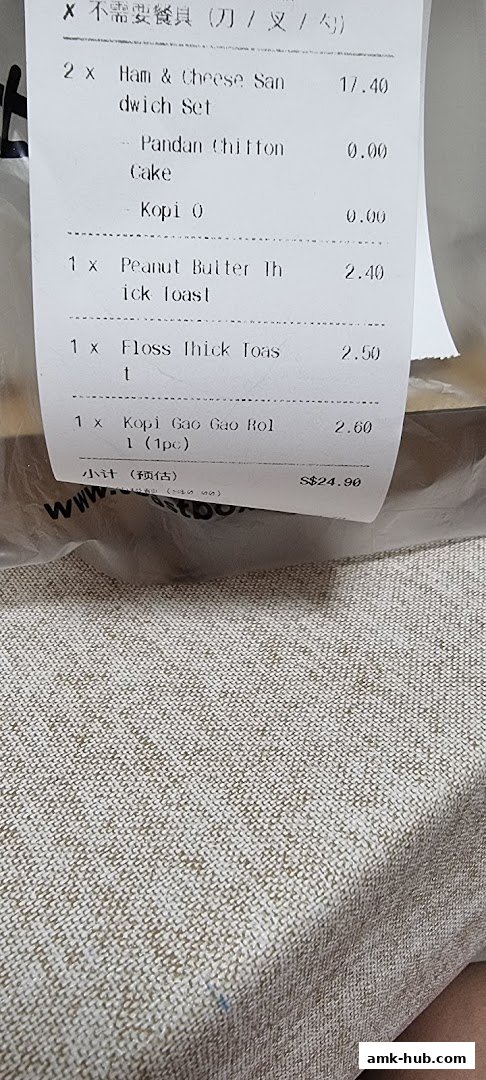 ✗ 不需要餐具 (刀 / 叉 / 勺)
2 x Ham & Cheese San 17.40
dwich Set
- Pandan Chiffon 0.00
Cake
- Kopi O 0.00
1 x Peanut Butter Th 2.40
ick Toast
1 x Floss Thick Toas 2.50
t
1 x Kopi Gao Gao Rol 2.60
l (1pc)
小计 (预估) S$24.90
www.
amk-hub.com